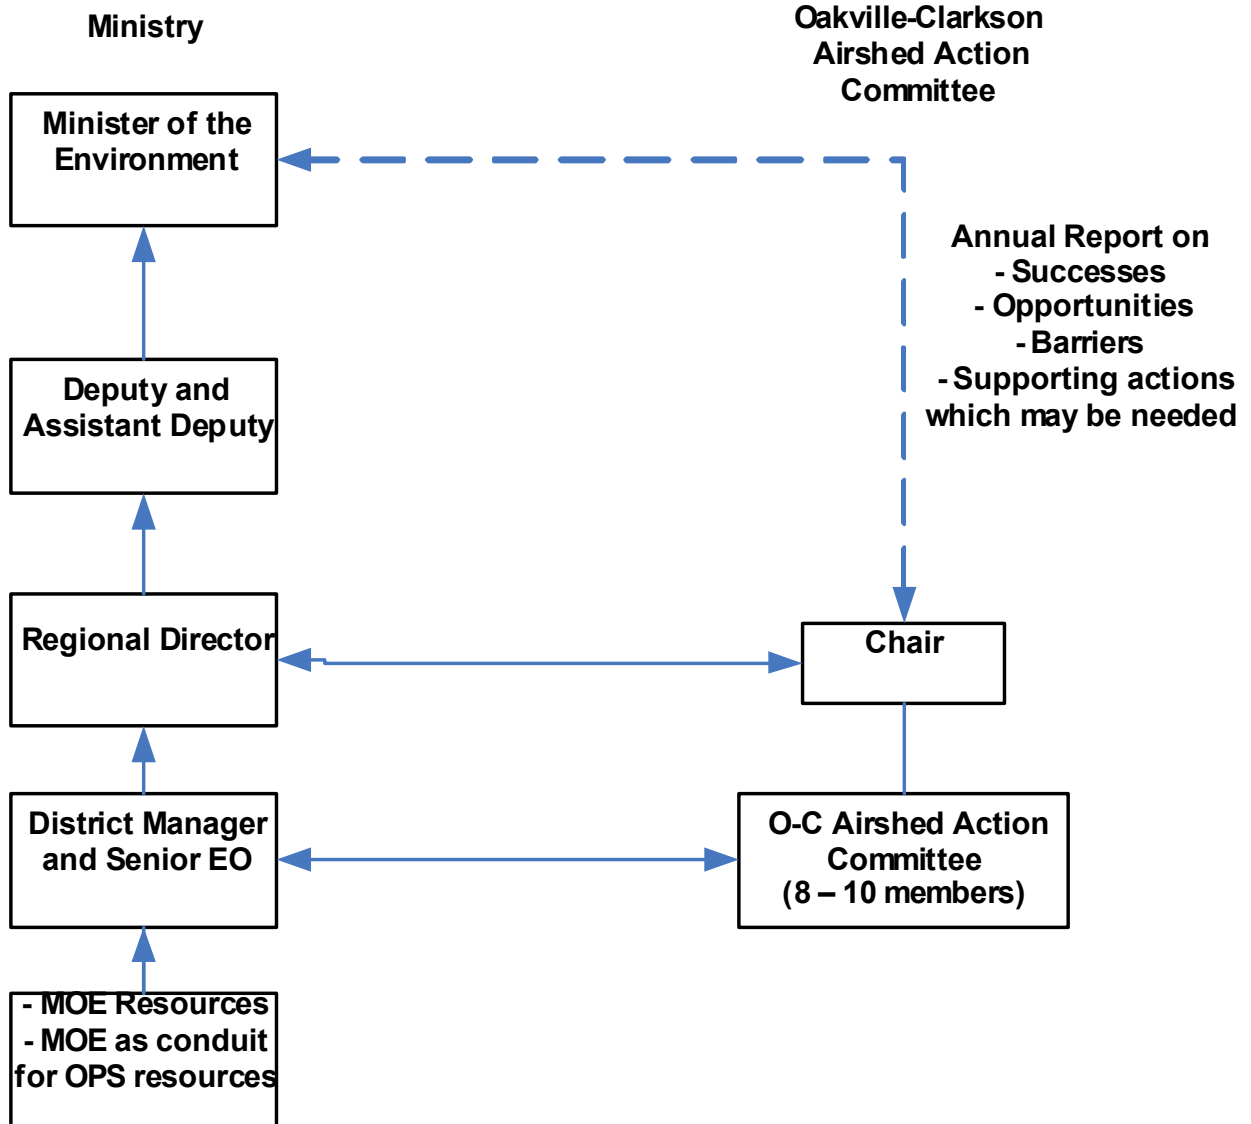 Ministry
Oakville-Clarkson
Airshed Action
Committee
Minister of the
Environment
Annual Report on
- Successes
- Opportunities
- Barriers
- Supporting actions
which may be needed
Deputy and
Assistant Deputy
Regional Director
Chair
District Manager
and Senior EO
O-C Airshed Action
Committee
(8 – 10 members)
- MOE Resources
- MOE as conduit
for OPS resources